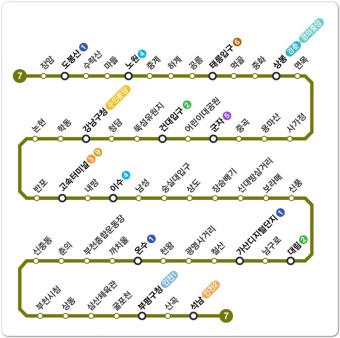 7 장암 도봉산 1 수락산 마들 노원 4 중계 하계 공릉 태릉입구 6 먹골 중화 상봉 경춘 경의중앙 면목
논현 학동 강남구청 수인분당 청담 뚝섬유원지 건대입구 2 어린이대공원 군자 5 중곡 용마산 사가정
반포 고속터미널 3 9 내방 이수 4 남성 숭실대입구 상도 장승배기 신대방삼거리 보라매 신풍
신중동 춘의 부천종합운동장 까치울 온수 1 천왕 광명사거리 철산 가산디지털단지 1 남구로 대림 2
부천시청 상동 삼산체육관 굴포천 부평구청 인천1 산곡 석남 인천2 7